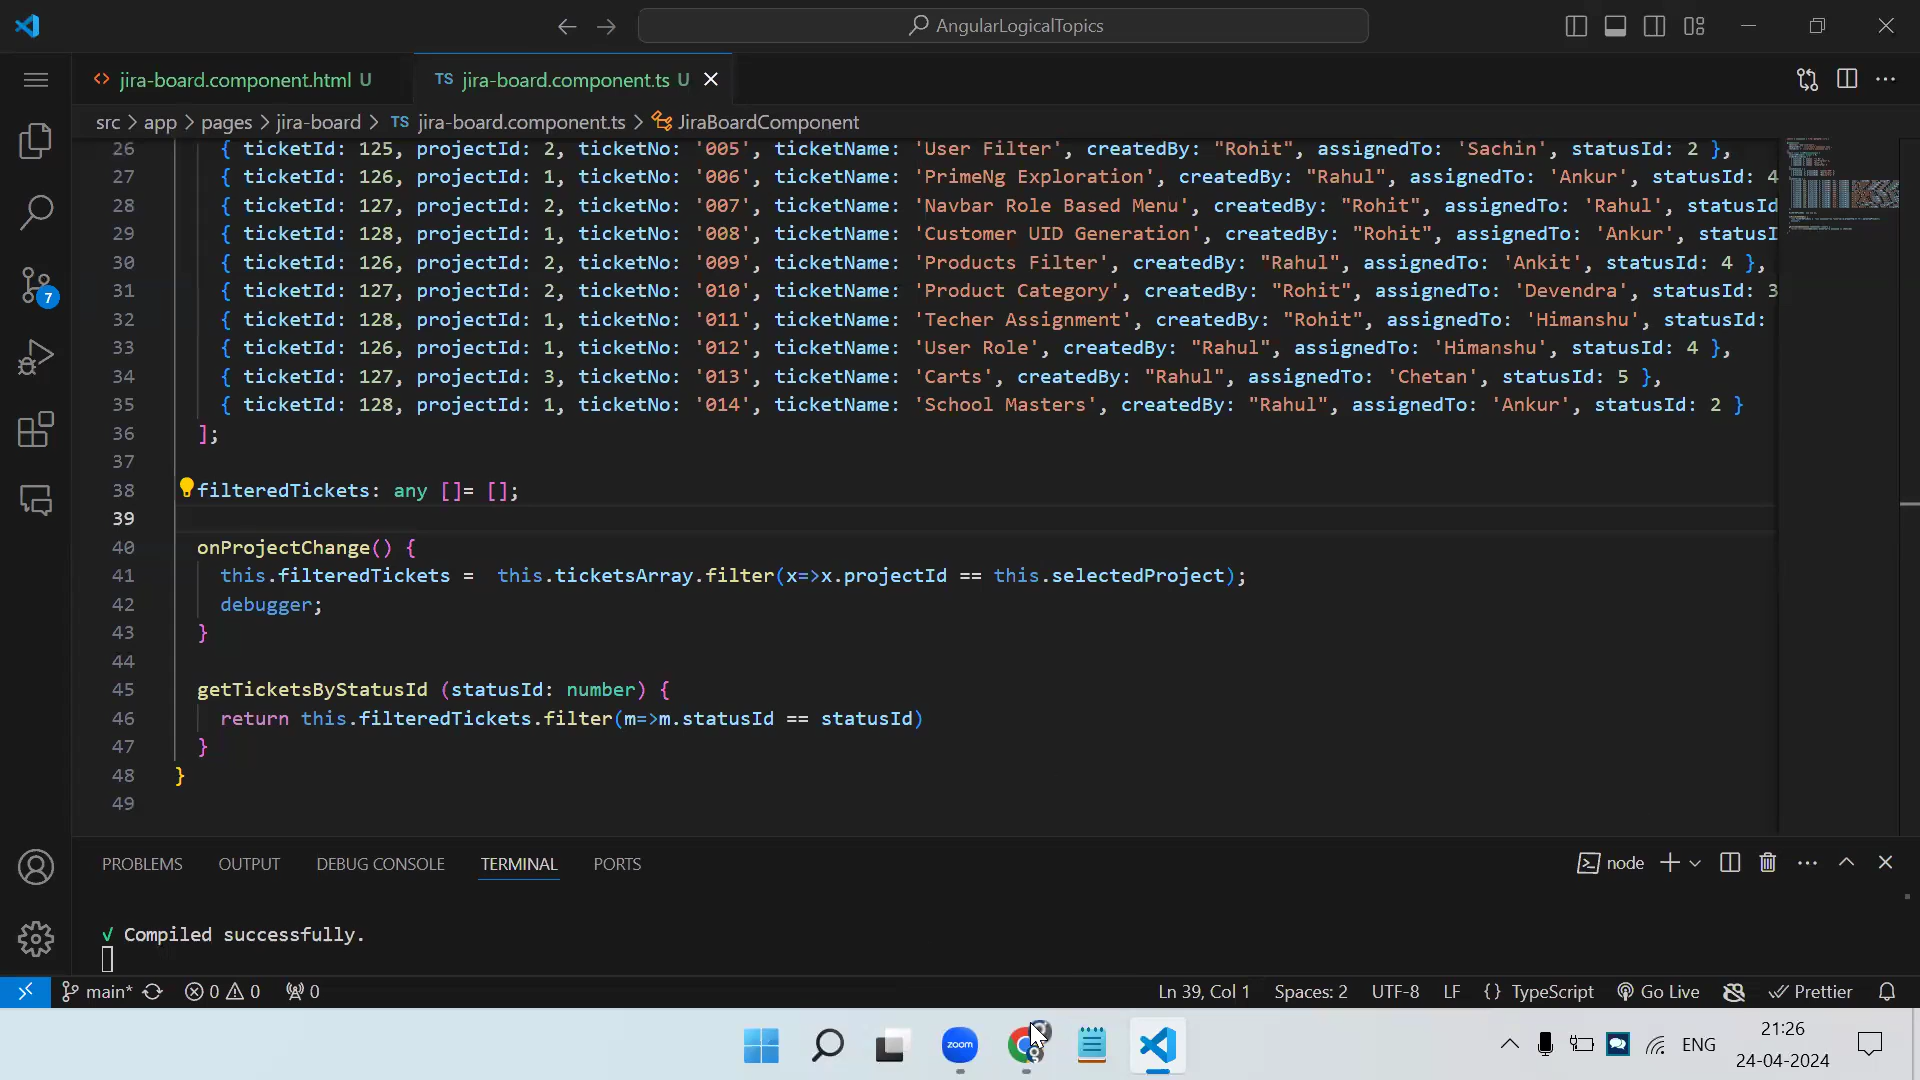 AngularLogicalTopics
<> jira-board.component.html U
TS jira-board.component.ts U
src > app > pages > jira-board > TS jira-board.component.ts > JiraBoardComponent
26 { ticketId: 125, projectId: 2, ticketNo: '005', ticketName: 'User Filter', createdBy: "Rohit", assignedTo: 'Sachin', statusId: 2 },
27 { ticketId: 126, projectId: 1, ticketNo: '006', ticketName: 'PrimeNg Exploration', createdBy: "Rahul", assignedTo: 'Ankur', statusId: 4
28 { ticketId: 127, projectId: 2, ticketNo: '007', ticketName: 'Navbar Role Based Menu', createdBy: "Rohit", assignedTo: 'Rahul', statusId
29 { ticketId: 128, projectId: 1, ticketNo: '008', ticketName: 'Customer UID Generation', createdBy: "Rohit", assignedTo: 'Ankur', statusI
30 { ticketId: 126, projectId: 2, ticketNo: '009', ticketName: 'Products Filter', createdBy: "Rahul", assignedTo: 'Ankit', statusId: 4 },
31 { ticketId: 127, projectId: 2, ticketNo: '010', ticketName: 'Product Category', createdBy: "Rohit", assignedTo: 'Devendra', statusId: 3
32 { ticketId: 128, projectId: 1, ticketNo: '011', ticketName: 'Techer Assignment', createdBy: "Rohit", assignedTo: 'Himanshu', statusId:
33 { ticketId: 126, projectId: 1, ticketNo: '012', ticketName: 'User Role', createdBy: "Rahul", assignedTo: 'Himanshu', statusId: 4 },
34 { ticketId: 127, projectId: 3, ticketNo: '013', ticketName: 'Carts', createdBy: "Rahul", assignedTo: 'Chetan', statusId: 5 },
35 { ticketId: 128, projectId: 1, ticketNo: '014', ticketName: 'School Masters', createdBy: "Rahul", assignedTo: 'Ankur', statusId: 2 }
36 ];
37
38 filteredTickets: any []= [];
39
40 onProjectChange() {
41 this.filteredTickets =  this.ticketsArray.filter(x=>x.projectId == this.selectedProject);
42 debugger;
43 }
44
45 getTicketsByStatusId (statusId: number) {
46 return this.filteredTickets.filter(m=>m.statusId == statusId)
47 }
48 }
49
7
PROBLEMS OUTPUT DEBUG CONSOLE TERMINAL PORTS
node
√ Compiled successfully.
main* 0 0 0
Ln 39, Col 1 Spaces: 2 UTF-8 LF {} TypeScript Go Live Prettier
zoom
ENG
21:26
24-04-2024